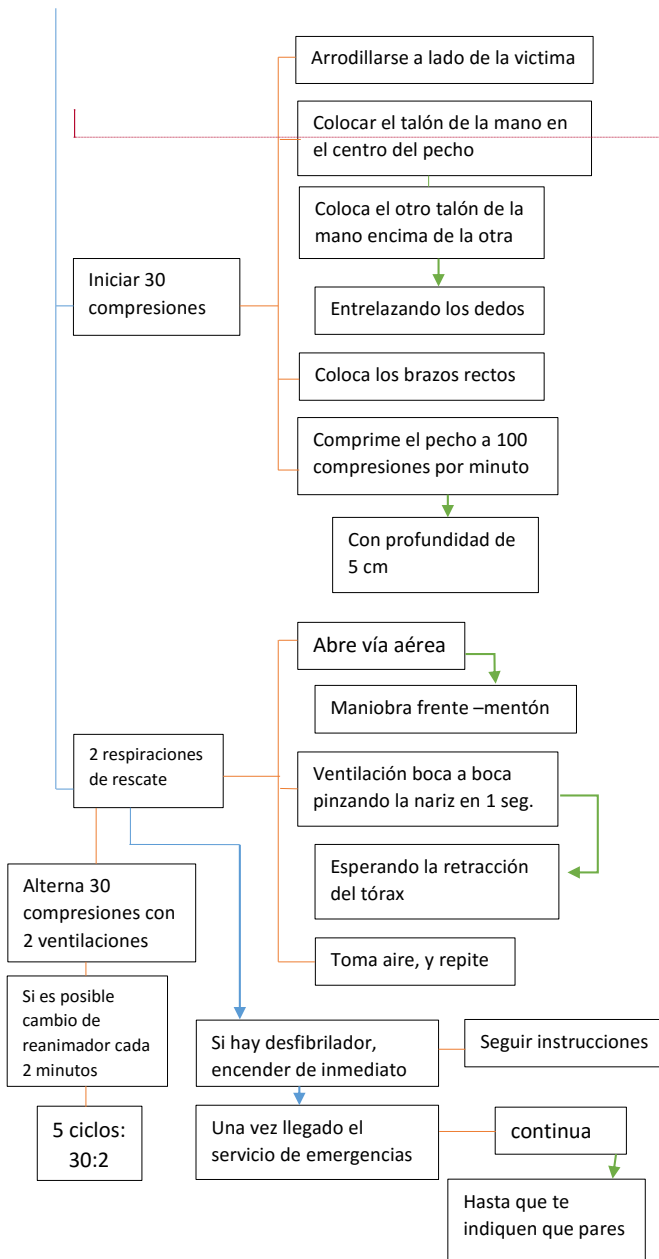 Arrodillarse a lado de la victima
Colocar el talón de la mano en
el centro del pecho
Coloca el otro talón de la
mano encima de la otra
Iniciar 30
compresiones
Entrelazando los dedos
Coloca los brazos rectos
Comprime el pecho a 100
compresiones por minuto
Con profundidad de
5 cm
Abre vía aérea
Maniobra frente –mentón
2 respiraciones
de rescate
Ventilación boca a boca
pinzando la nariz en 1 seg.
Esperando la retracción
del tórax
Toma aire, y repite
Alterna 30
compresiones con
2 ventilaciones
Si es posible
cambio de
reanimador cada
2 minutos
5 ciclos:
30:2
Si hay desfibrilador,
encender de inmediato
Seguir instrucciones
Una vez llegado el
servicio de emergencias
continua
Hasta que te
indiquen que pares